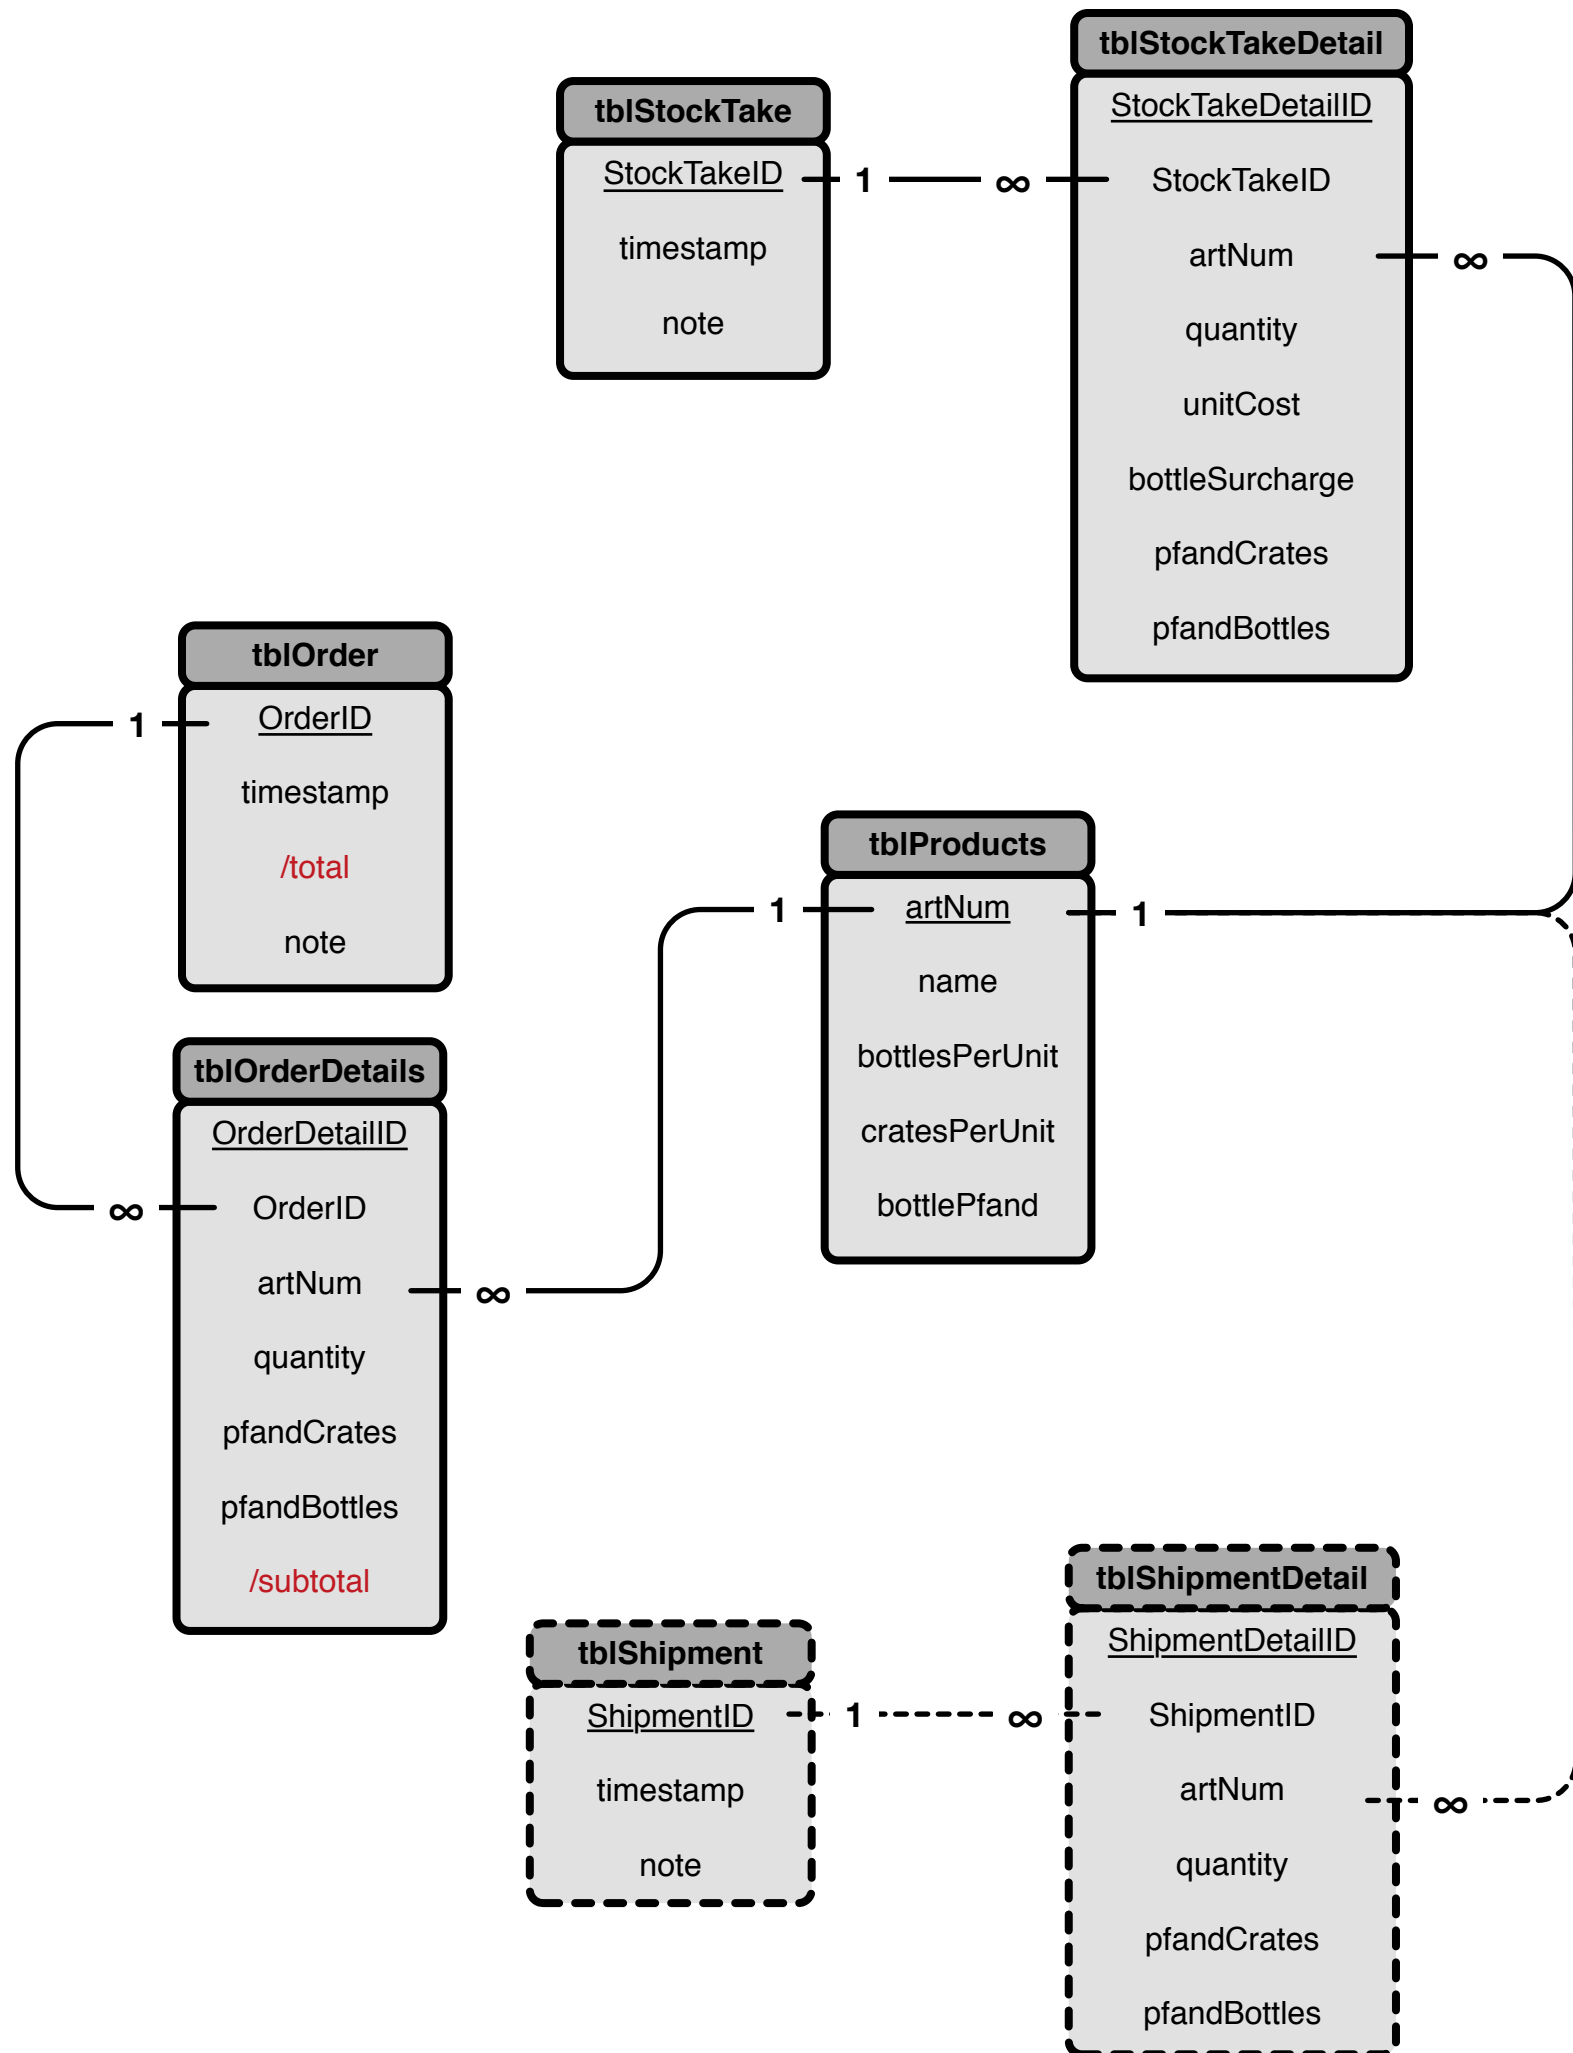 tblStockTakeDetail
StockTakeDetailID
StockTakeID
artNum
quantity
unitCost
bottleSurcharge
pfandCrates
pfandBottles
∞
tblStockTake
StockTakeID
timestamp
note
1
∞
tblOrder
OrderID
timestamp
/total
note
1
tblProducts
artNum
name
bottlesPerUnit
cratesPerUnit
bottlePfand
1
1
tblOrderDetails
OrderDetailID
OrderID
artNum
quantity
pfandCrates
pfandBottles
/subtotal
∞
∞
tblShipment
ShipmentID
timestamp
note
1
∞
tblShipmentDetail
ShipmentDetailID
ShipmentID
artNum
quantity
pfandCrates
pfandBottles
∞